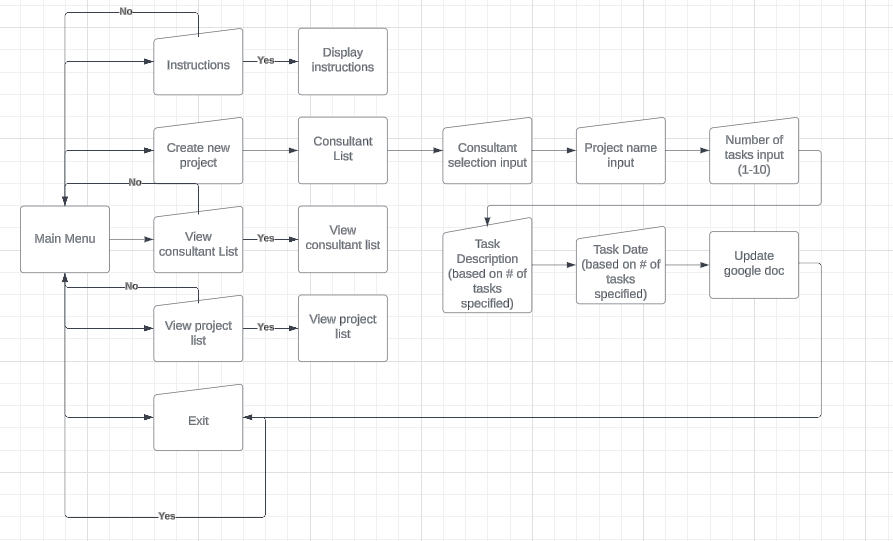 No
Instructions
Yes
Display
instructions
Create new
project
Consultant
List
Consultant
selection input
Project name
input
Number of
tasks input
(1-10)
No
Main Menu
View
consultant List
Yes
View
consultant list
Task
Description
(based on # of
tasks
specified)
Task Date
(based on # of
tasks
specified)
Update
google doc
No
View project
list
Yes
View project
list
Exit
Yes